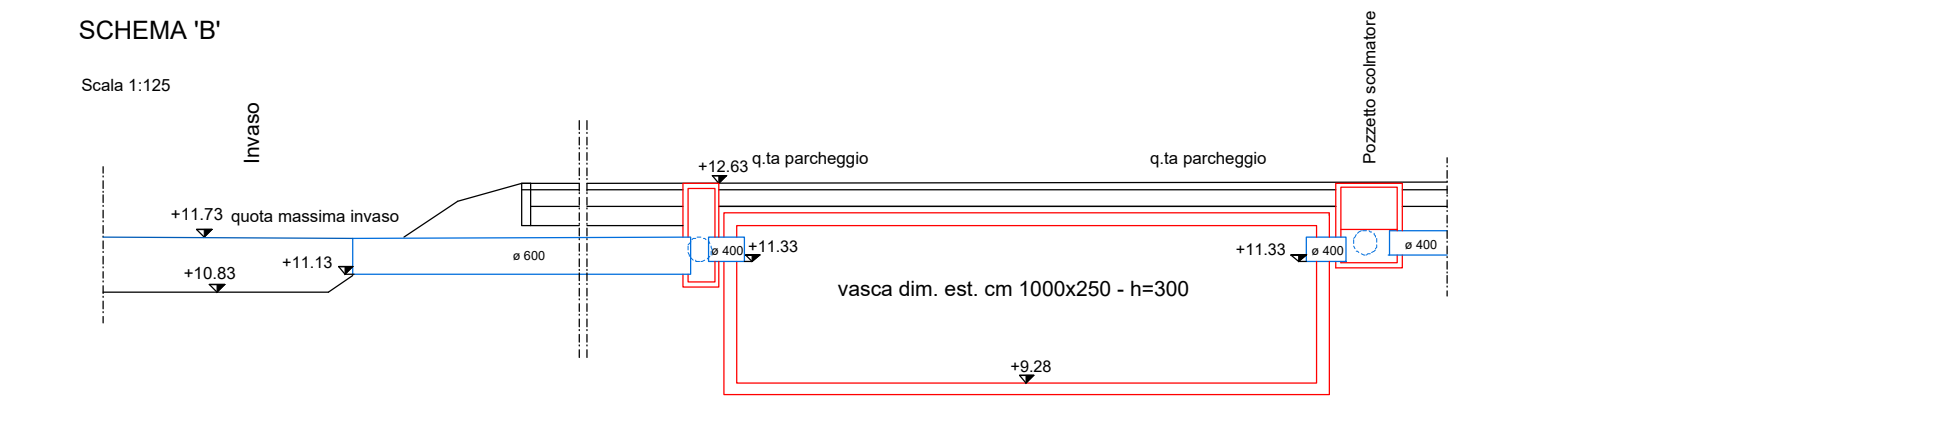 SCHEMA 'B'
Scala 1:125
Invaso
Pozzetto scolmatore
+12.63 q.ta parcheggio
q.ta parcheggio
+11.73 quota massima invaso
+11.13
+10.83
ø 600
ø 400
+11.33
+11.33
ø 400
ø 400
vasca dim. est. cm 1000x250 - h=300
+9.28